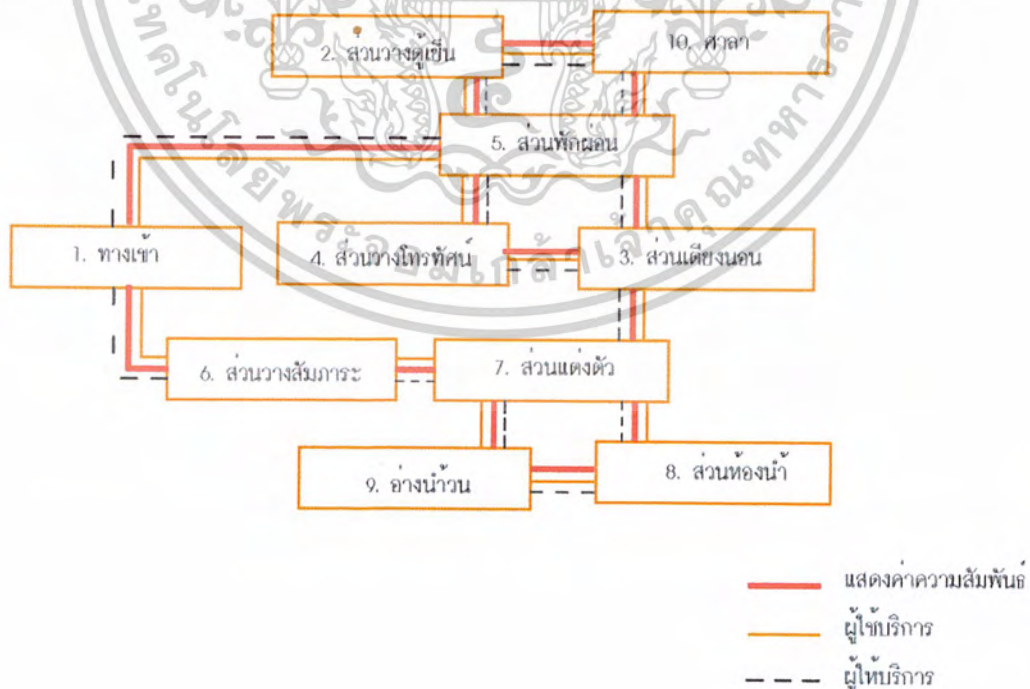 2. ส่วนวางตู้เย็น
10. ศาลา
5. ส่วนพักผ่อน
1. ทางเข้า
4. ส่วนวางโทรทัศน์
3. ส่วนเตียงนอน
6. ส่วนวางสัมภาระ
7. ส่วนแต่งตัว
9. อ่างน้ำวน
8. ส่วนห้องน้ำ
แสดงค่าความสัมพันธ์
ผู้ใช้บริการ
ผู้ให้บริการ